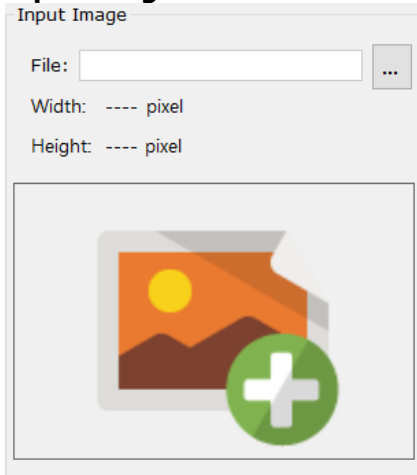 Input Image
File:
...
Width: ---- pixel
Height: ---- pixel